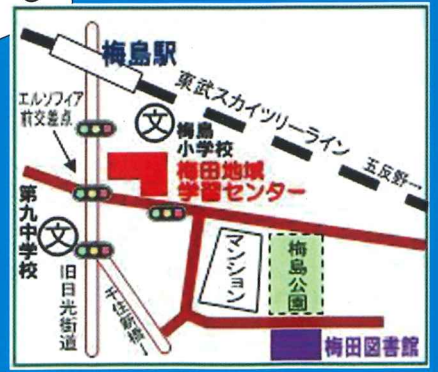 梅島駅
東武スカイツリーライン
五反野→
エルソフィア
前交差点
文
梅島
小学校
梅田地域
学習センター
第九中学校
文
旧日光街道
千住新橋→
マンション
梅島公園
梅田図書館